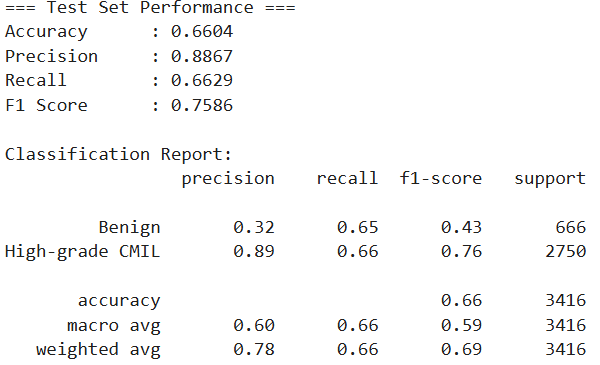 === Test Set Performance ===
Accuracy : 0.6604
Precision : 0.8867
Recall : 0.6629
F1 Score : 0.7586
Classification Report:
precision recall f1-score support
Benign 0.32 0.65 0.43 666
High-grade CMIL 0.89 0.66 0.76 2750
accuracy 0.66 3416
macro avg 0.60 0.66 0.59 3416
weighted avg 0.78 0.66 0.69 3416